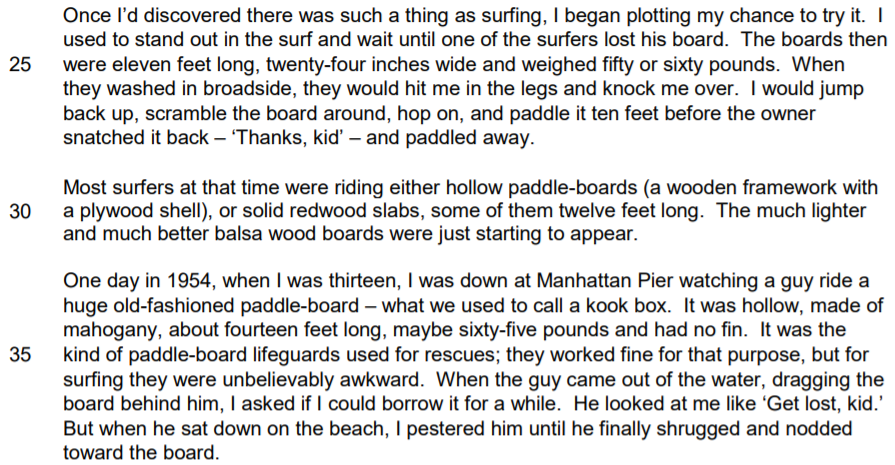 Once I’d discovered there was such a thing as surfing, I began plotting my chance to try it.  I
used to stand out in the surf and wait until one of the surfers lost his board.  The boards then
25 were eleven feet long, twenty-four inches wide and weighed fifty or sixty pounds.  When
they washed in broadside, they would hit me in the legs and knock me over.  I would jump
back up, scramble the board around, hop on, and paddle it ten feet before the owner
snatched it back – ‘Thanks, kid’ – and paddled away.
Most surfers at that time were riding either hollow paddle-boards (a wooden framework with
30 a plywood shell), or solid redwood slabs, some of them twelve feet long.  The much lighter
and much better balsa wood boards were just starting to appear.
One day in 1954, when I was thirteen, I was down at Manhattan Pier watching a guy ride a
huge old-fashioned paddle-board – what we used to call a kook box.  It was hollow, made of
mahogany, about fourteen feet long, maybe sixty-five pounds and had no fin.  It was the
35 kind of paddle-board lifeguards used for rescues; they worked fine for that purpose, but for
surfing they were unbelievably awkward.  When the guy came out of the water, dragging the
board behind him, I asked if I could borrow it for a while.  He looked at me like ‘Get lost, kid.’
But when he sat down on the beach, I pestered him until he finally shrugged and nodded
toward the board.